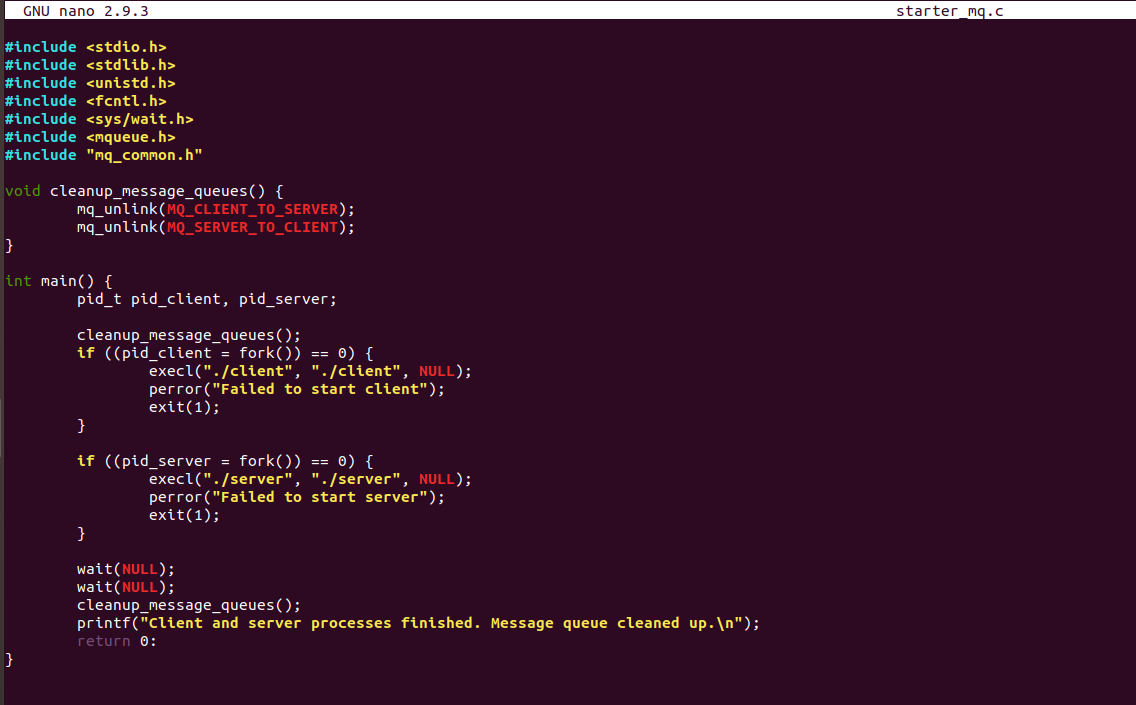 GNU nano 2.9.3 starter_mq.c
#include <stdio.h>
#include <stdlib.h>
#include <unistd.h>
#include <fcntl.h>
#include <sys/wait.h>
#include <mqueue.h>
#include "mq_common.h"
void cleanup_message_queues() {
mq_unlink(MQ_CLIENT_TO_SERVER);
mq_unlink(MQ_SERVER_TO_CLIENT);
}
int main() {
pid_t pid_client, pid_server;
cleanup_message_queues();
if ((pid_client = fork()) == 0) {
execl("./client", "./client", NULL);
perror("Failed to start client");
exit(1);
}
if ((pid_server = fork()) == 0) {
execl("./server", "./server", NULL);
perror("Failed to start server");
exit(1);
}
wait(NULL);
wait(NULL);
cleanup_message_queues();
printf("Client and server processes finished. Message queue cleaned up.\n");
return 0:
}